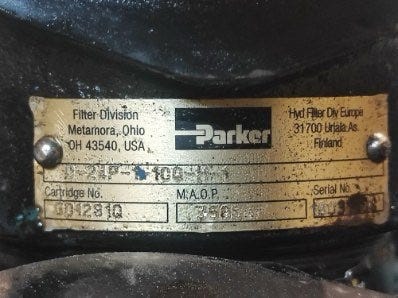 Filter Division
Metamora, Ohio
OH 43540, USA
Parker
Hyd Filter Div Europe
31700 Urjala As.
Finland
Cartridge No.
M.A.O.P.
Serial No.